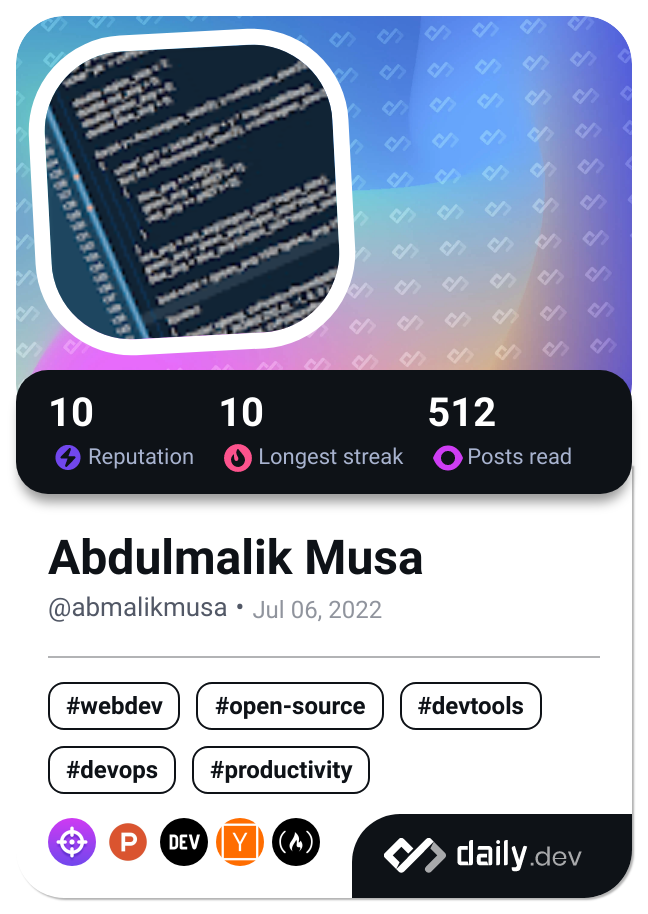 10 10 512
Reputation Longest streak Posts read
Abdulmalik Musa
@abmalikmusa • Jul 06, 2022
#webdev #open-source #devtools
#devops #productivity
P DEV Y
daily.dev